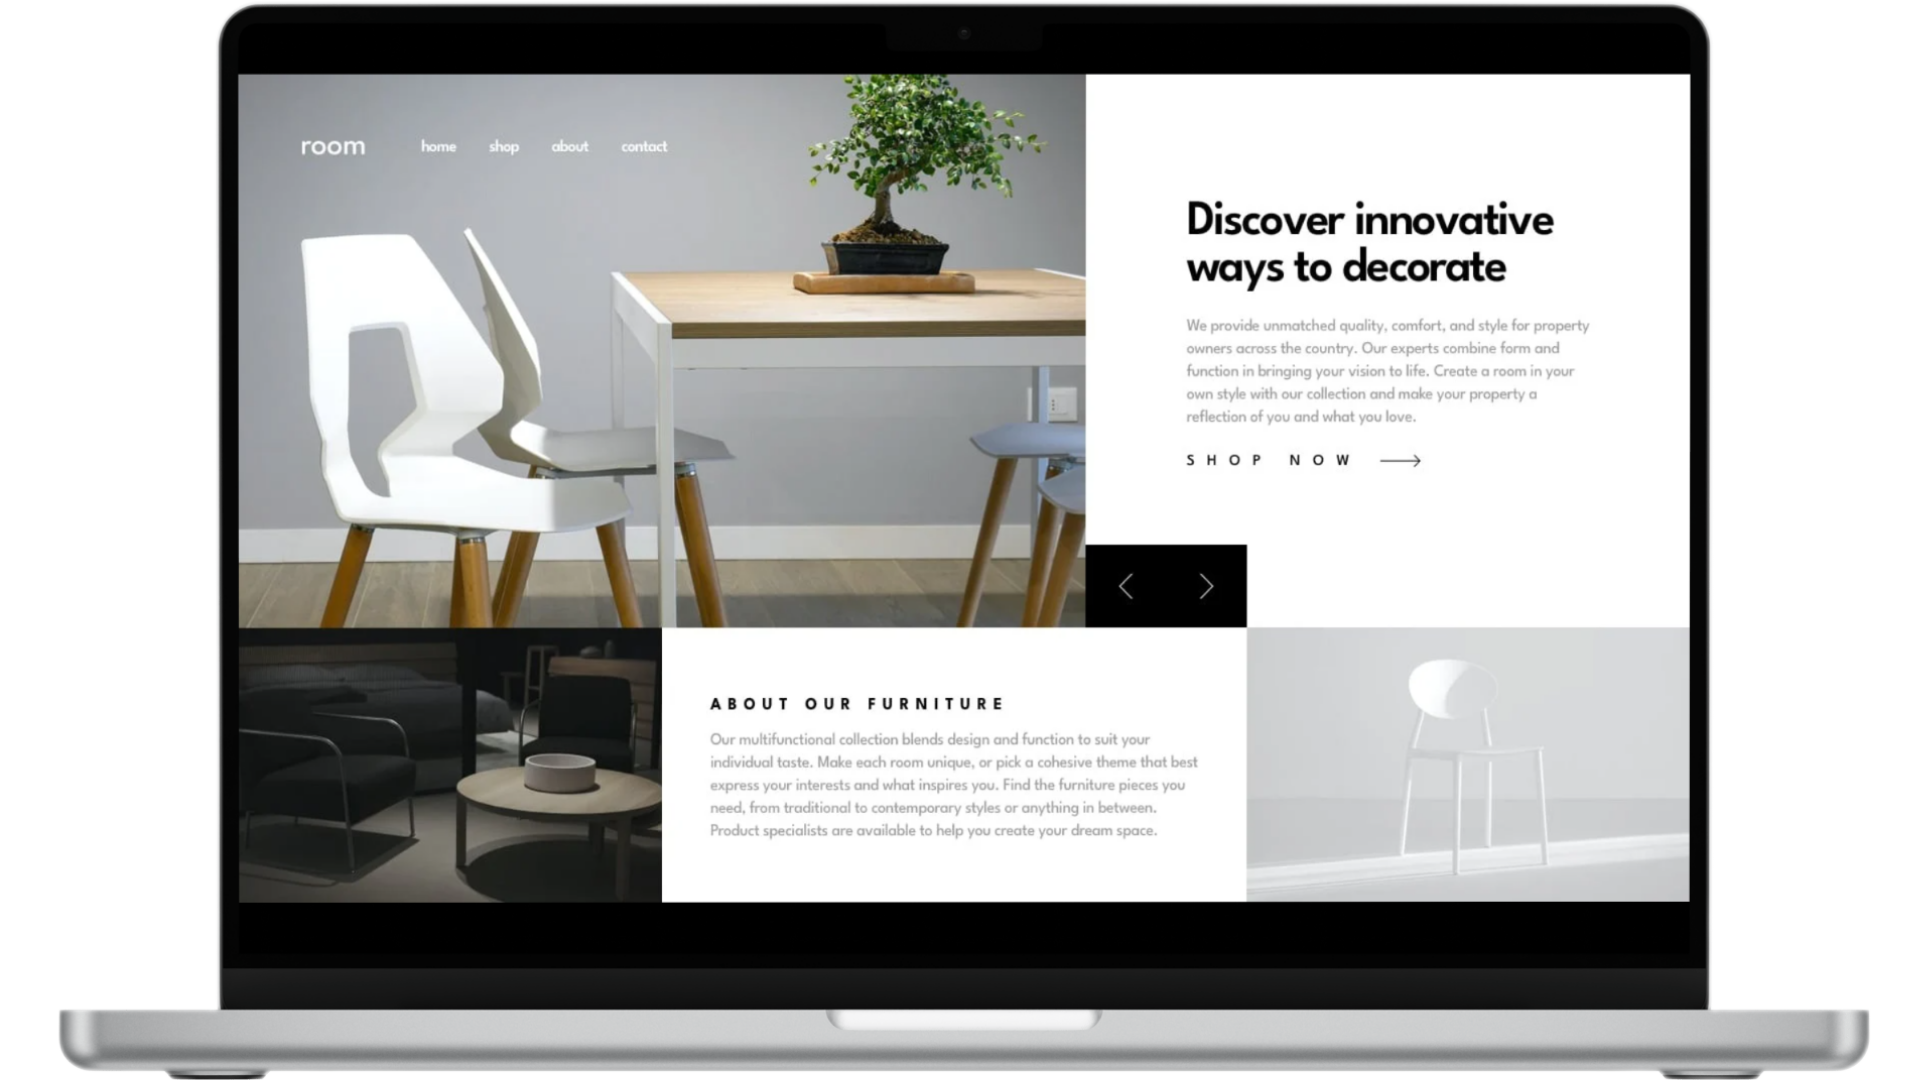 room
home shop about contact
Discover innovative
ways to decorate
We provide unmatched quality, comfort, and style for property
owners across the country. Our experts combine form and
function in bringing your vision to life. Create a room in your
own style with our collection and make your property a
reflection of you and what you love.
SHOP NOW
ABOUT OUR FURNITURE
Our multifunctional collection blends design and function to suit your
individual taste. Make each room unique, or pick a cohesive theme that best
express your interests and what inspires you. Find the furniture pieces you
need, from traditional to contemporary styles or anything in between.
Product specialists are available to help you create your dream space.